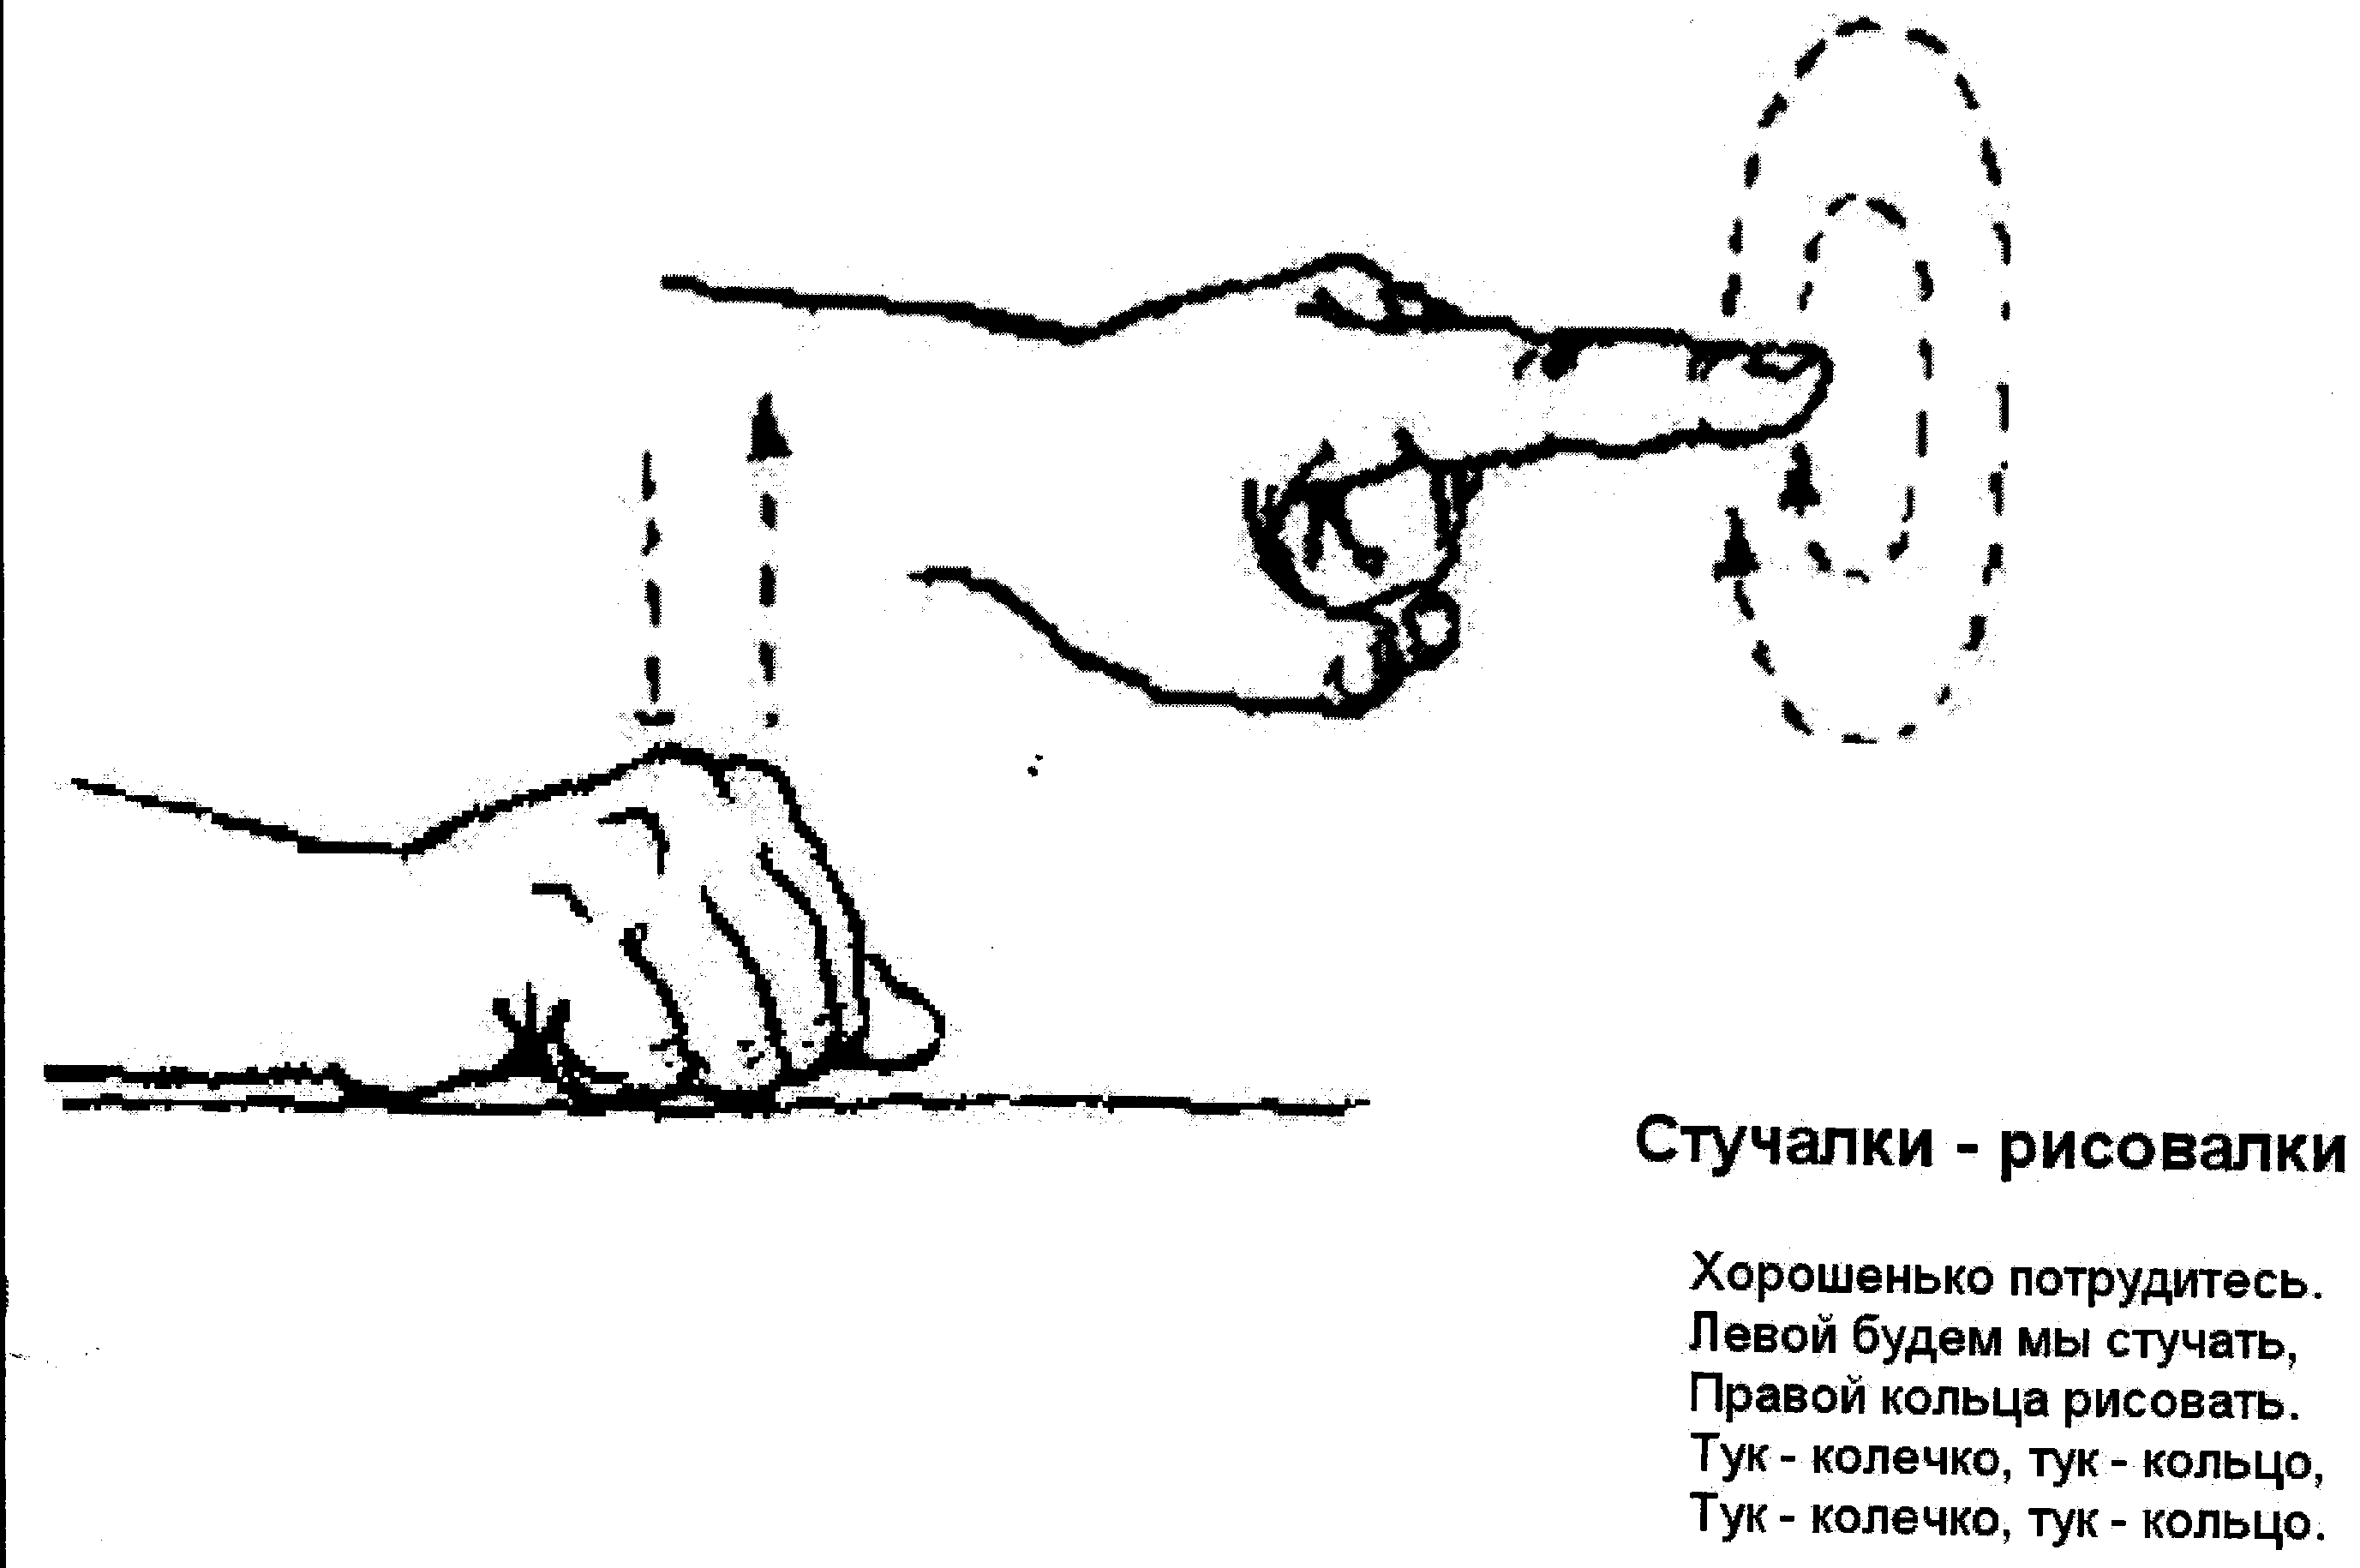 Стучалки - рисовалки
Хорошенько потрудитесь.
Левой будем мы стучать,
Правой кольца рисовать.
Тук - колечко, тук - кольцо,
Тук - колечко, тук - кольцо.